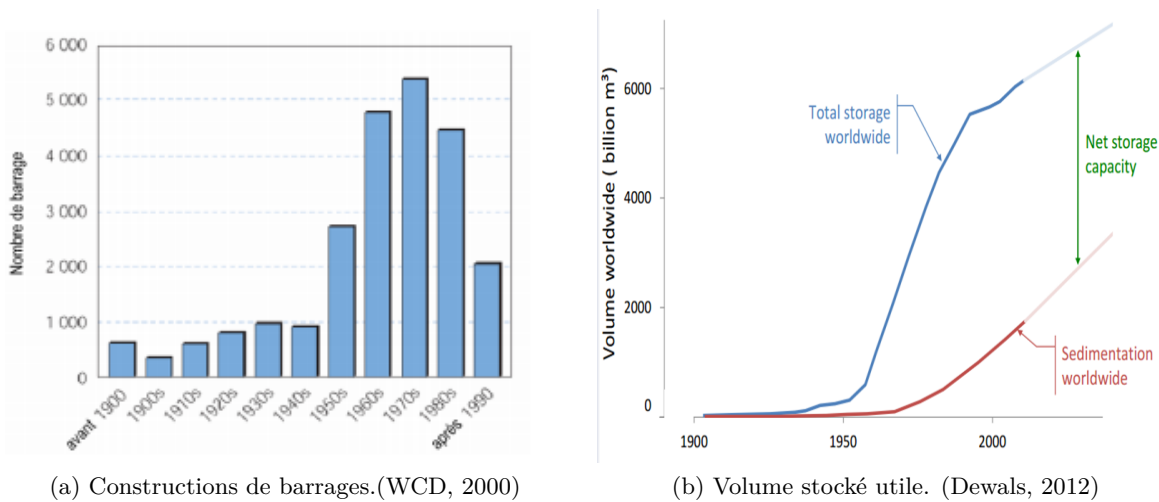 6 000
5 000
4 000
3 000
2 000
1 000
0
Nombre de barrage
avant 1900
1900s
1910s
1920s
1930s
1940s
1950s
1960s
1970s
1980s
après 1990
(a) Constructions de barrages.(WCD, 2000)
Volume worldwide ( billion m³)
6000
4000
2000
0
1900
1950
2000
Total storage
worldwide
Net storage
capacity
Sedimentation
worldwide
(b) Volume stocké utile. (Dewals, 2012)